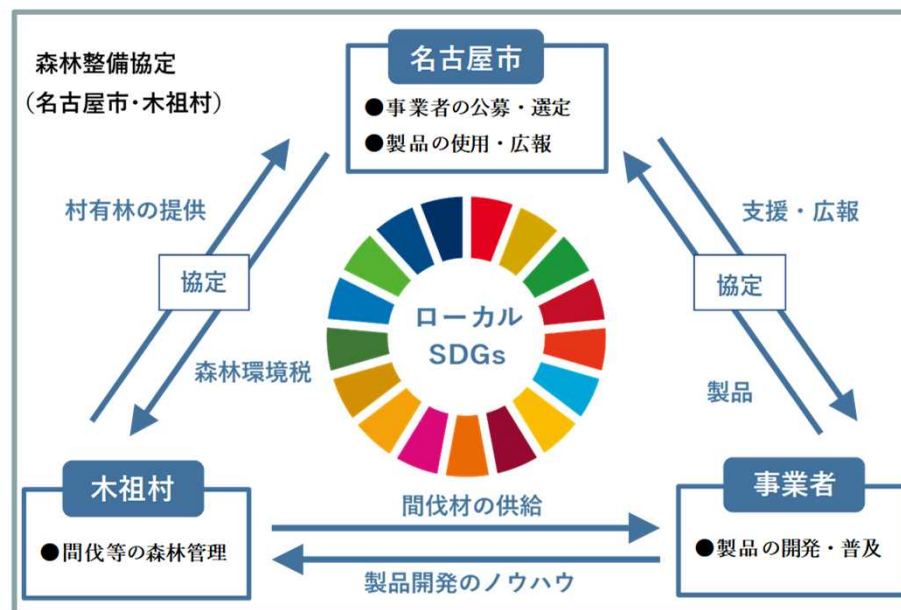 森林整備協定
（名古屋市・木祖村）
名古屋市
●事業者の公募・選定
●製品の使用・広報
村有林の提供
協定
森林環境税
支援・広報
協定
製品
ローカル
SDGs
木祖村
●間伐等の森林管理
間伐材の供給
製品開発のノウハウ
事業者
●製品の開発・普及